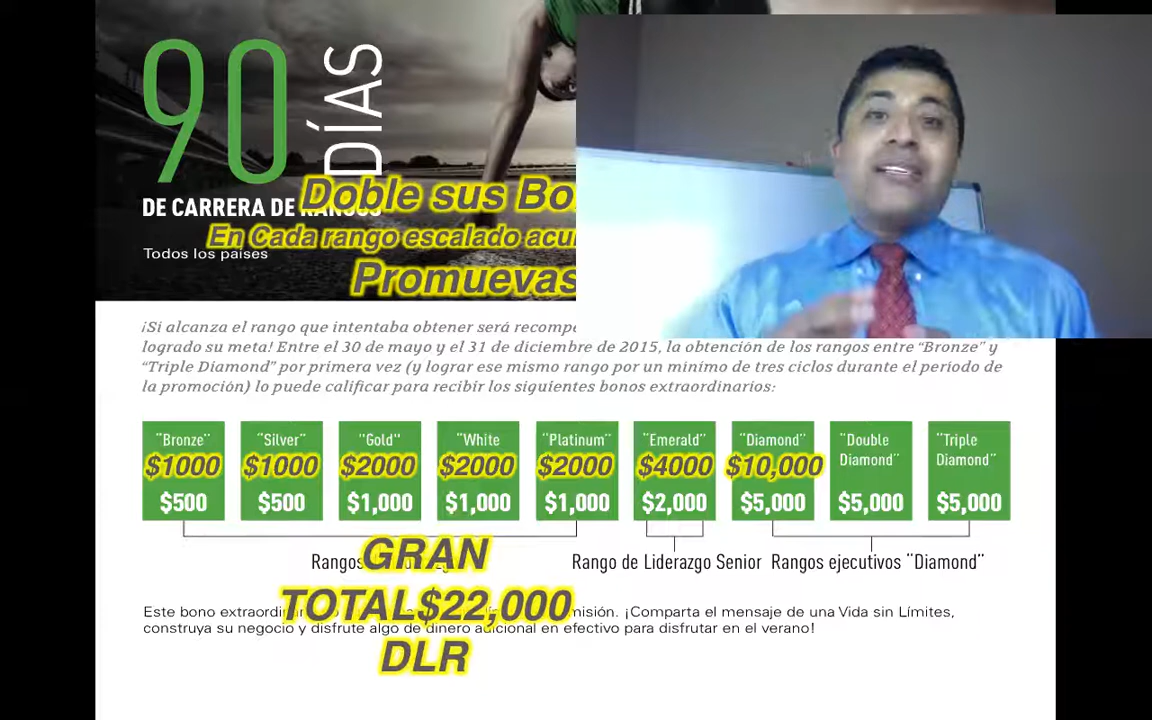 90
DÍAS
DE CARRERA DE RANGOS
Doble sus Bo
En Cada rango escalado acu
Todos los países
Promuevas
¡Si alcanza el rango que intentaba obtener será recomp
logrado su meta! Entre el 30 de mayo y el 31 de diciembre de 2015, la obtención de los rangos entre “Bronze” y
“Triple Diamond” por primera vez (y lograr ese mismo rango por un mínimo de tres ciclos durante el período de
la promoción) lo puede calificar para recibir los siguientes bonos extraordinarios:
"Bronze" "Silver" "Gold" "White "Platinum" "Emerald" "Diamond" "Double "Triple
Diamond" Diamond"
$1000 $1000 $2000 $2000 $2000 $4000 $10,000
$500 $500 $1,000 $1,000 $1,000 $2,000 $5,000 $5,000 $5,000
Rangos Rango de Liderazgo Senior Rangos ejecutivos "Diamond"
GRAN
TOTAL$22,000
DLR
Este bono extraordinar misión. ¡Comparta el mensaje de una Vida sin Límites,
construya su negocio y disfrute algo de dinero adicional en efectivo para disfrutar en el verano!